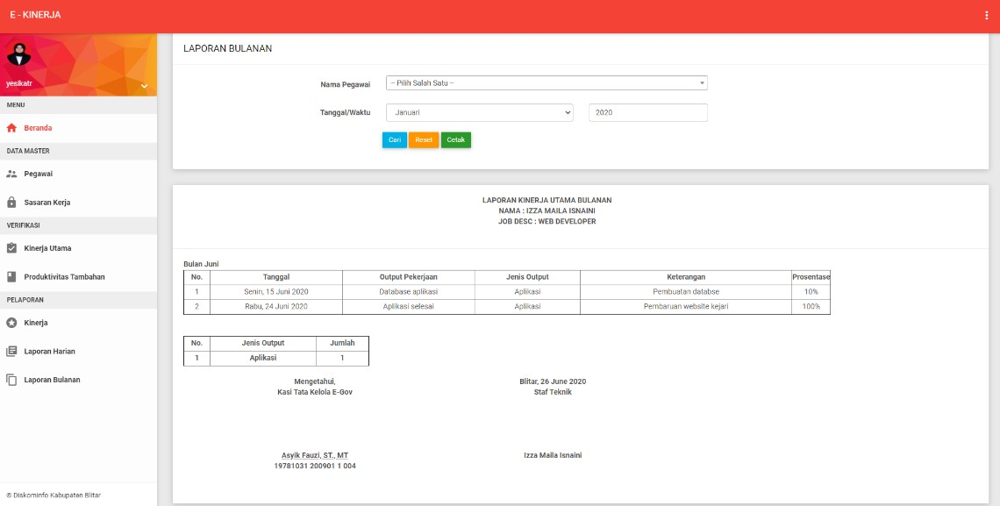 E - KINERJA
yesikatr
MENU
Beranda
DATA MASTER
Pegawai
Sasaran Kerja
VERIFIKASI
Kinerja Utama
Produktivitas Tambahan
PELAPORAN
Kinerja
Laporan Harian
Laporan Bulanan
© Diskominfo Kabupaten Blitar
LAPORAN BULANAN
Nama Pegawai -- Pilih Salah Satu --
Tanggal/Waktu Januari 2020
Cari Reset Cetak
LAPORAN KINERJA UTAMA BULANAN
NAMA : IZZA MAILA ISNAINI
JOB DESC : WEB DEVELOPER
Bulan Juni
No. Tanggal Output Pekerjaan Jenis Output Keterangan Prosentase
1 Senin, 15 Juni 2020 Database aplikasi Aplikasi Pembuatan databse 10%
2 Rabu, 24 Juni 2020 Aplikasi selesai Aplikasi Pembaruan website kejari 100%
No. Jenis Output Jumlah
1 Aplikasi 1
Mengetahui, Blitar, 26 June 2020
Kasi Tata Kelola E-Gov Staf Teknik
Asyik Fauzi, ST., MT Izza Maila Isnaini
19781031 200901 1 004